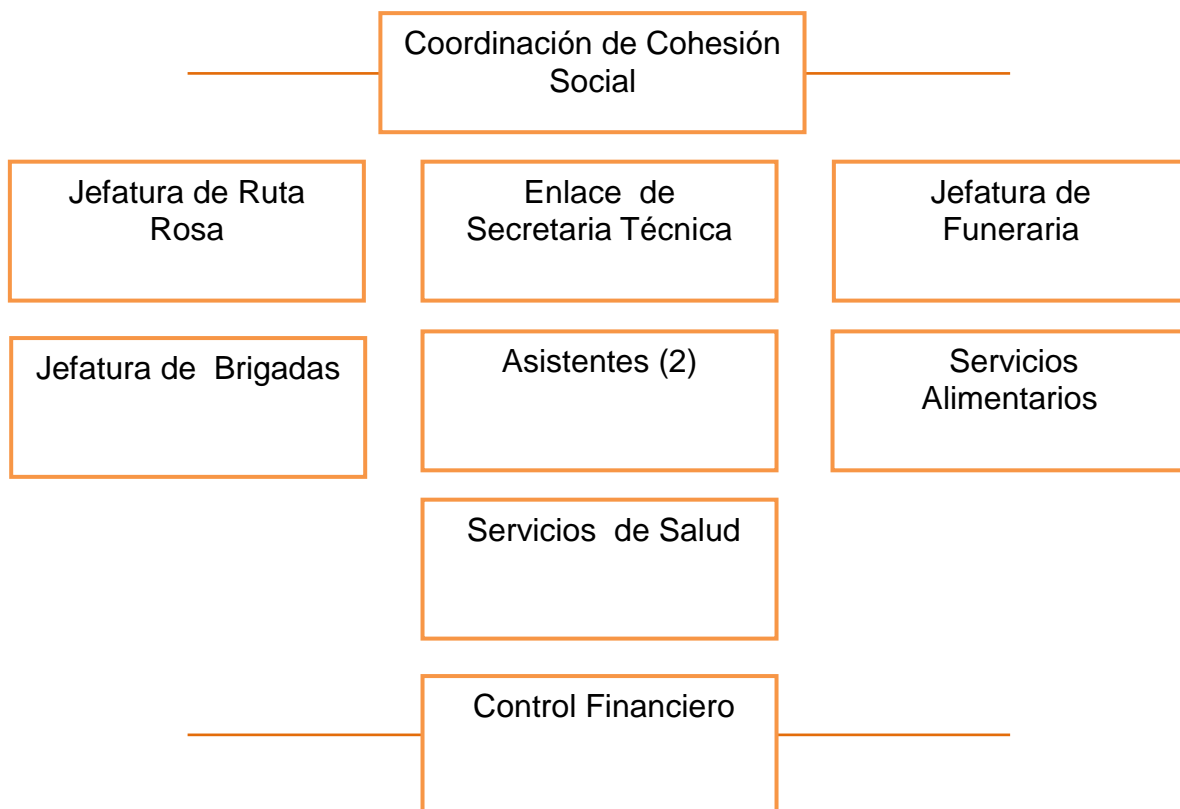 Coordinación de Cohesión
Social
Jefatura de Ruta
Rosa
Enlace de
Secretaria Técnica
Jefatura de
Funeraria
Jefatura de Brigadas
Asistentes (2)
Servicios
Alimentarios
Servicios de Salud
Control Financiero